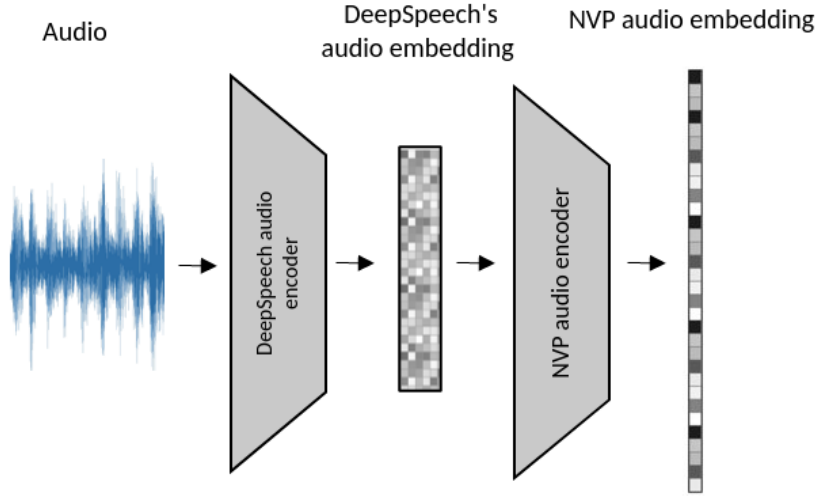 Audio
DeepSpeech's
audio embedding
NVP audio embedding
DeepSpeech audio
encoder
NVP audio encoder